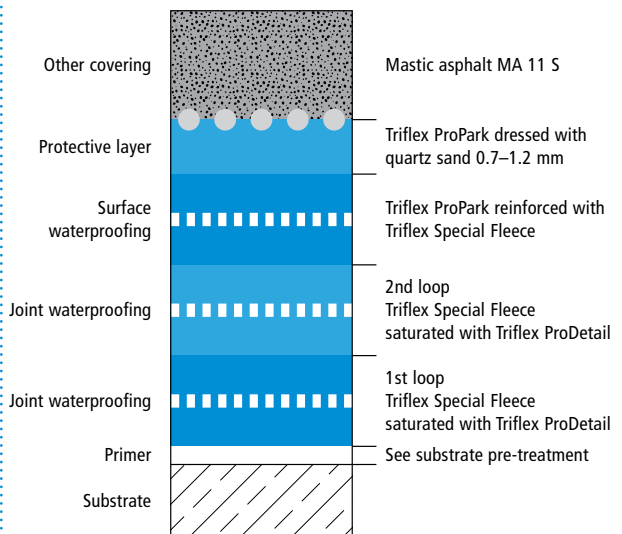 Other covering
Mastic asphalt MA 11 S
Protective layer
Triflex ProPark dressed with
quartz sand 0.7–1.2 mm
Surface
waterproofing
Triflex ProPark reinforced with
Triflex Special Fleece
Joint waterproofing
2nd loop
Triflex Special Fleece
saturated with Triflex ProDetail
Joint waterproofing
1st loop
Triflex Special Fleece
saturated with Triflex ProDetail
Primer
See substrate pre-treatment
Substrate